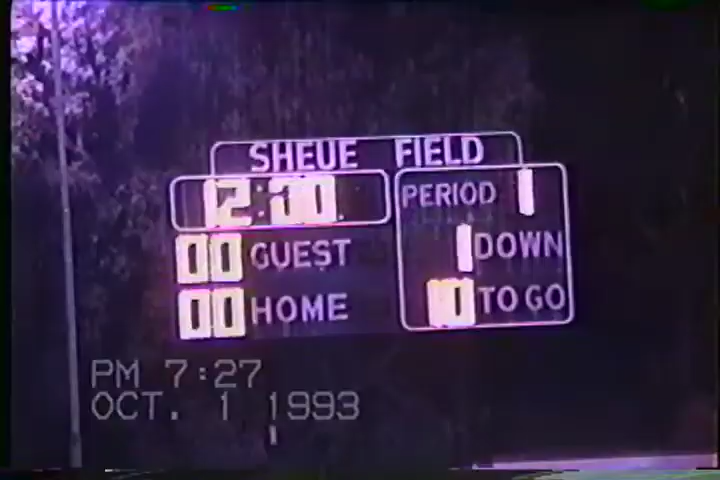 SHEUE FIELD
12:00 PERIOD 1
00 GUEST 1 DOWN
00 HOME 10 TO GO
PM 7:27
OCT. 1 1993